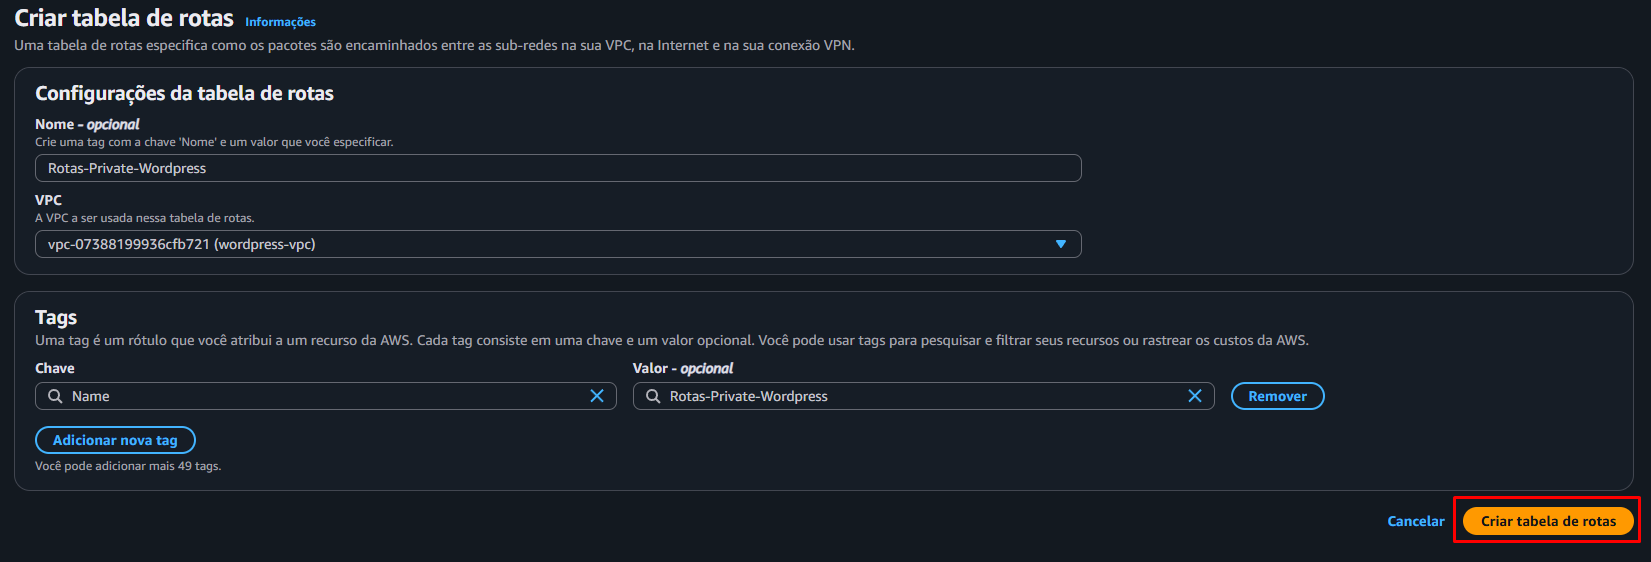 Criar tabela de rotas Informações
Uma tabela de rotas especifica como os pacotes são encaminhados entre as sub-redes na sua VPC, na Internet e na sua conexão VPN.
Configurações da tabela de rotas
Nome - opcional
Crie uma tag com a chave 'Nome' e um valor que você especificar.
Rotas-Private-Wordpress
VPC
A VPC a ser usada nessa tabela de rotas.
vpc-07388199936cfb721 (wordpress-vpc)
Tags
Uma tag é um rótulo que você atribui a um recurso da AWS. Cada tag consiste em uma chave e um valor opcional. Você pode usar tags para pesquisar e filtrar seus recursos ou rastrear os custos da AWS.
Chave Valor - opcional
Name Rotas-Private-Wordpress Remover
Adicionar nova tag
Você pode adicionar mais 49 tags.
Cancelar Criar tabela de rotas